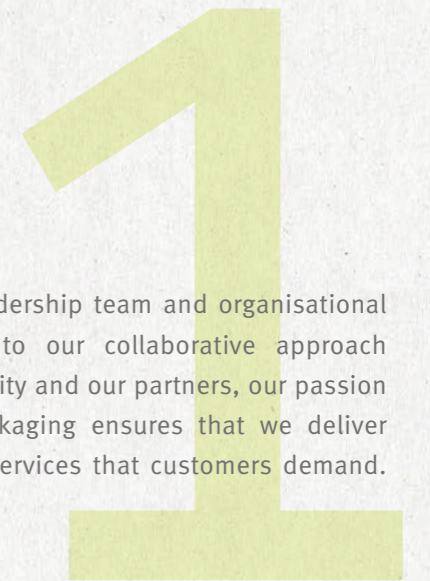 1
dership team and organisational
to our collaborative approach
ity and our partners, our passion
kaging ensures that we deliver
ervices that customers demand.